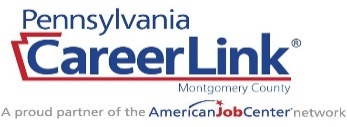 Pennsylvania
CareerLink®
Montgomery County
A proud partner of the AmericanJobCenter® network